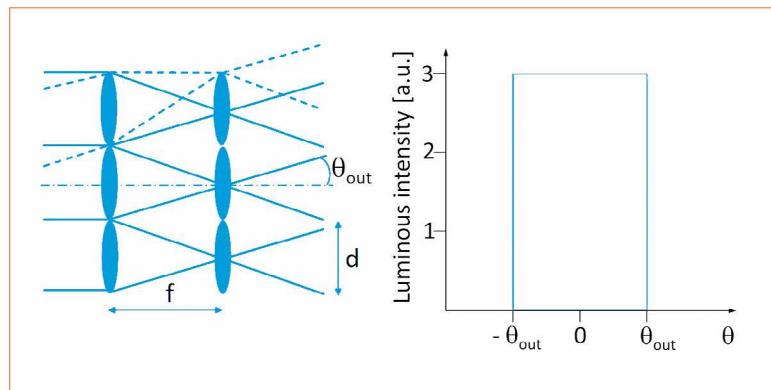 θout
d
f
Luminous intensity [a.u.]
3
2
1
- θout
0
θout
θ